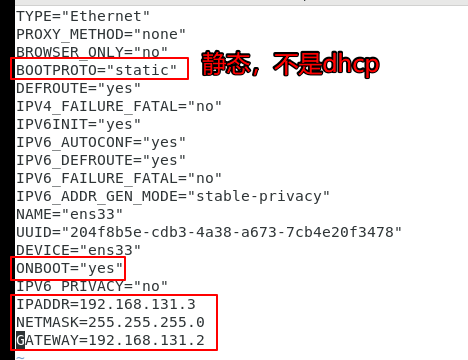 TYPE="Ethernet"
PROXY_METHOD="none"
BROWSER_ONLY="no"
BOOTPROTO="static" 静态，不是dhcp
DEFROUTE="yes"
IPV4_FAILURE_FATAL="no"
IPV6INIT="yes"
IPV6_AUTOCONF="yes"
IPV6_DEFROUTE="yes"
IPV6_FAILURE_FATAL="no"
IPV6_ADDR_GEN_MODE="stable-privacy"
NAME="ens33"
UUID="204f8b5e-cdb3-4a38-a673-7cb4e20f3478"
DEVICE="ens33"
ONBOOT="yes"
IPV6_PRIVACY="no"
IPADDR=192.168.131.3
NETMASK=255.255.255.0
GATEWAY=192.168.131.2
~